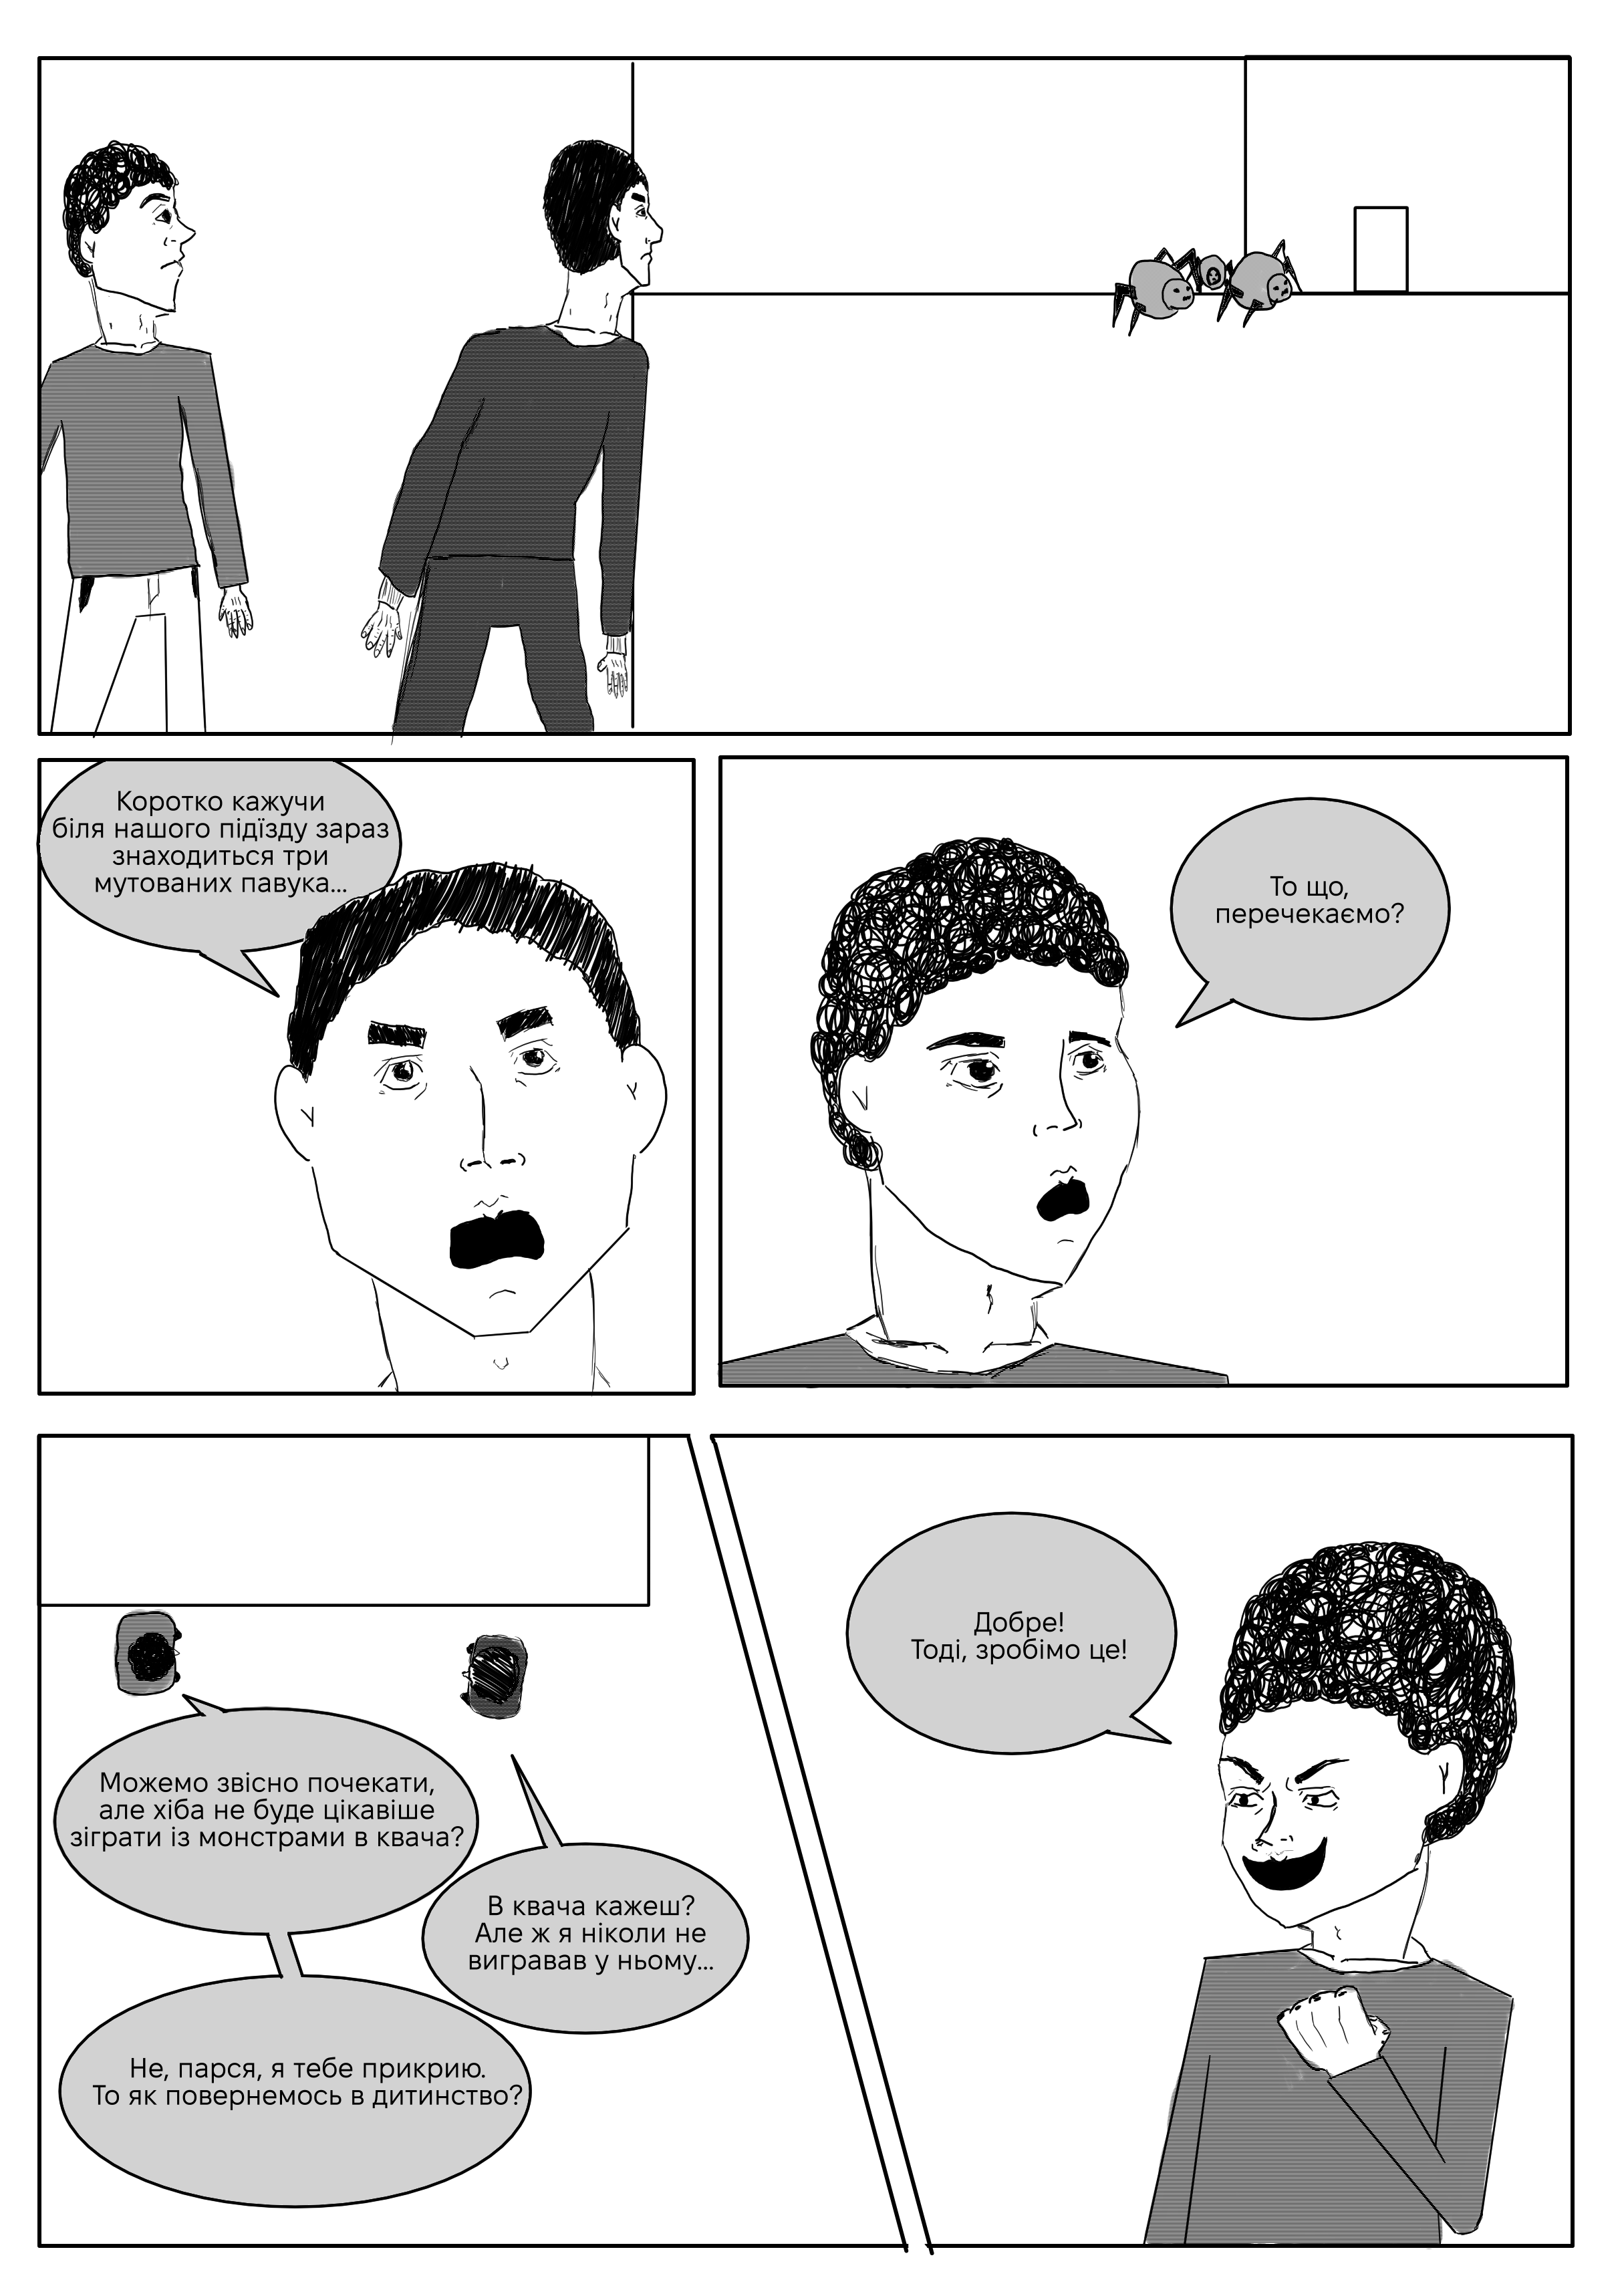 Коротко кажучи
біля нашого підїзду зараз
знаходиться три
мутованих павука...
То що,
перечекаємо?
Можемо звісно почекати,
але хіба не буде цікавіше
зіграти із монстрами в квача?
В квача кажеш?
Але ж я ніколи не
вигравав у ньому...
Не, парся, я тебе прикрию.
То як повернемось в дитинство?
Добре!
Тоді, зробімо це!